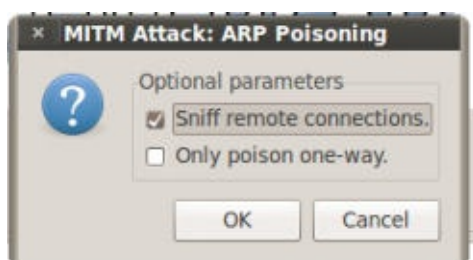 MITM Attack: ARP Poisoning
Optional parameters
Sniff remote connections.
Only poison one-way.
OK
Cancel